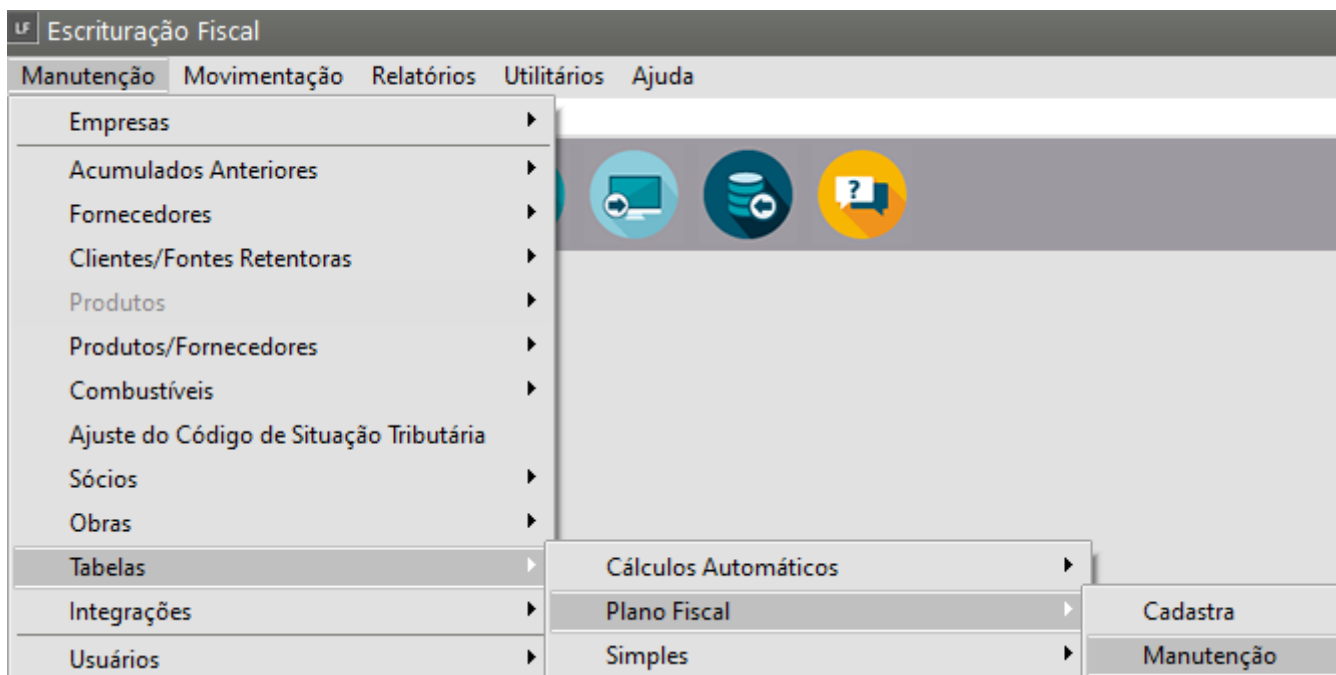 LF Escrituração Fiscal
Manutenção Movimentação Relatórios Utilitários Ajuda
Empresas
Acumulados Anteriores
Fornecedores
?
Clientes/Fontes Retentoras
Produtos
Produtos/Fornecedores
Combustíveis
Ajuste do Código de Situação Tributária
Sócios
Obras
Tabelas
Cálculos Automáticos
Integrações
Plano Fiscal
Cadastra
Usuários
Simples
Manutenção